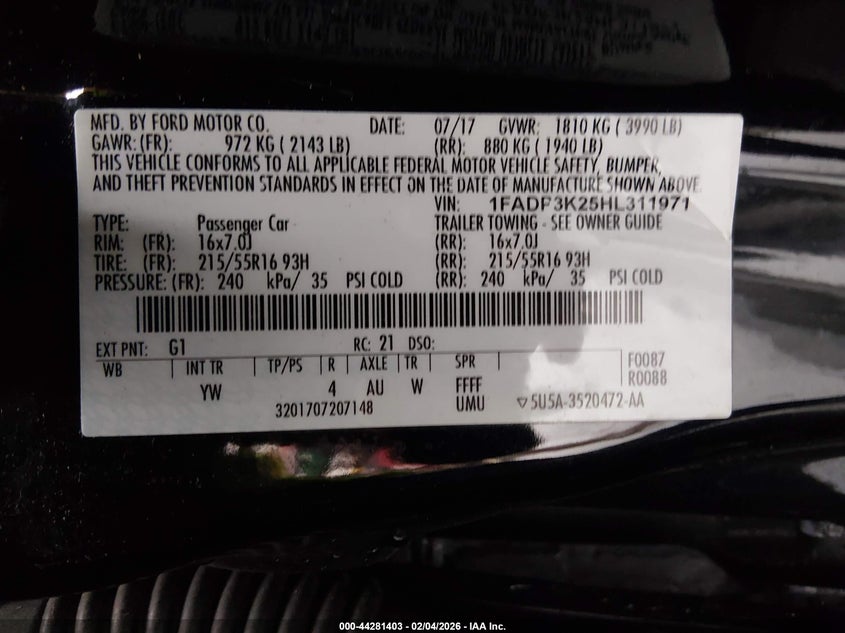 MFD. BY FORD MOTOR CO. DATE: 07/17 GVWR: 1810 KG ( 3990 LB)
GAWR: (FR): 972 KG ( 2143 LB) (RR): 880 KG ( 1940 LB)
THIS VEHICLE CONFORMS TO ALL APPLICABLE FEDERAL MOTOR VEHICLE SAFETY, BUMPER,
AND THEFT PREVENTION STANDARDS IN EFFECT ON THE DATE OF MANUFACTURE SHOWN ABOVE.
VIN: 1FADP3K25HL311971
TYPE: Passenger Car TRAILER TOWING - SEE OWNER GUIDE
RIM: (FR): 16x7.0J (RR): 16x7.0J
TIRE: (FR): 215/55R16 93H (RR): 215/55R16 93H
PRESSURE: (FR): 240 kPa/ 35 PSI COLD (RR): 240 kPa/ 35 PSI COLD
EXT PNT: G1 RC: 21 DSO:
WB INT TR TP/PS R AXLE TR SPR F0087
YW 4 AU W FFFF R0088
3201707207148 UMU ▽5U5A-3520472-AA
000-44281403 - 02/04/2026 - IAA Inc.